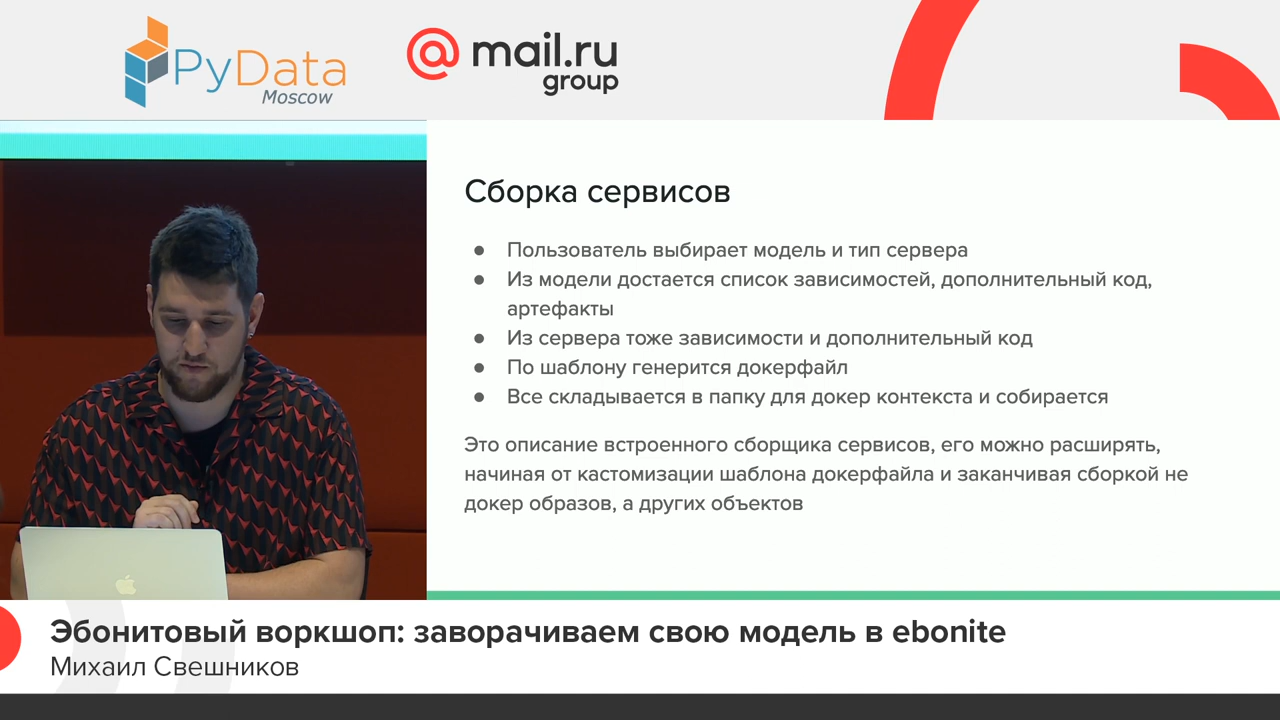 PyData
Moscow
@mail.ru
group
Сборка сервисов
● Пользователь выбирает модель и тип сервера
● Из модели достается список зависимостей, дополнительный код,
артефакты
● Из сервера тоже зависимости и дополнительный код
● По шаблону генерится докерфайл
● Все складывается в папку для докер контекста и собирается
Это описание встроенного сборщика сервисов, его можно расширять,
начиная от кастомизации шаблона докерфайла и заканчивая сборкой не
докер образов, а других объектов
Эбонитовый воркшоп: заворачиваем свою модель в ebonite
Михаил Свешников